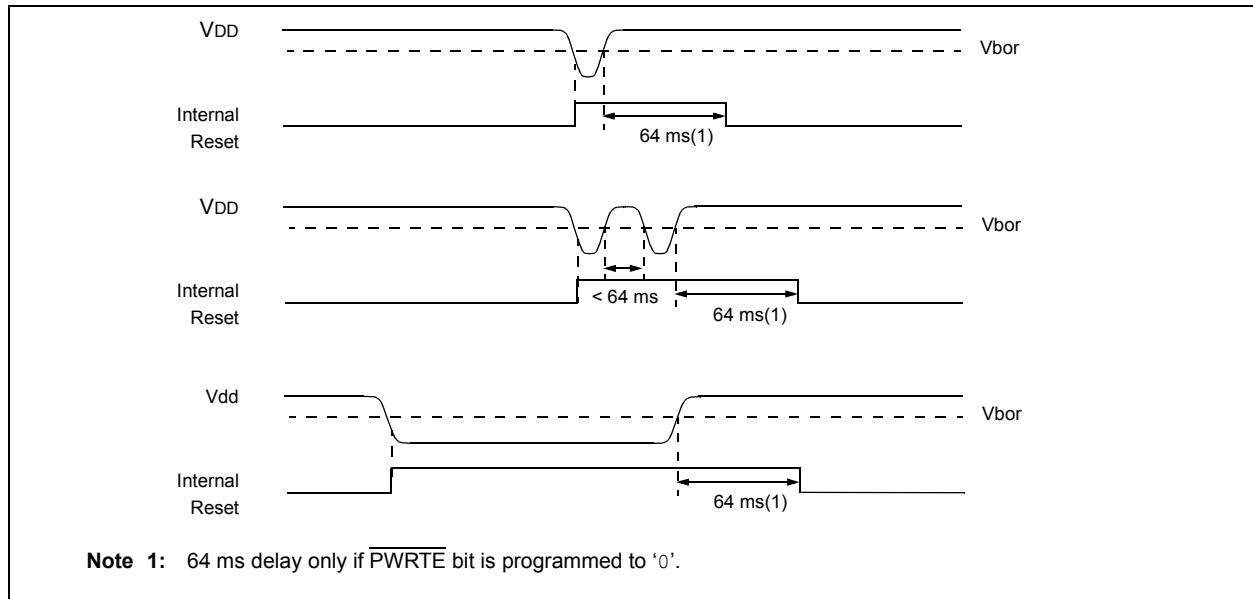 VDD
Vbor
Internal
Reset
64 ms(1)
VDD
Vbor
Internal
Reset
< 64 ms
64 ms(1)
Vdd
Vbor
Internal
Reset
64 ms(1)
Note 1: 64 ms delay only if PWRTE bit is programmed to ‘0’.